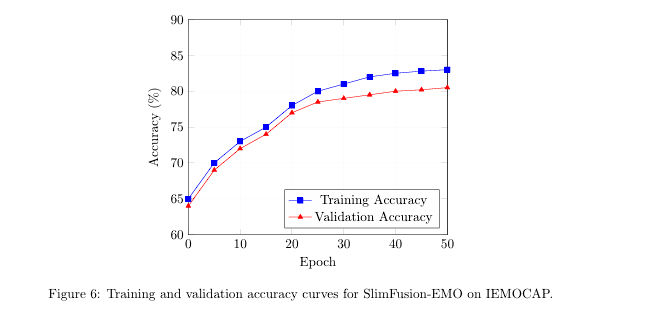 90
85
80
75
70
65
60
Accuracy (%)
0 10 20 30 40 50
Epoch
Training Accuracy
Validation Accuracy
Figure 6: Training and validation accuracy curves for SlimFusion-EMO on IEMOCAP.